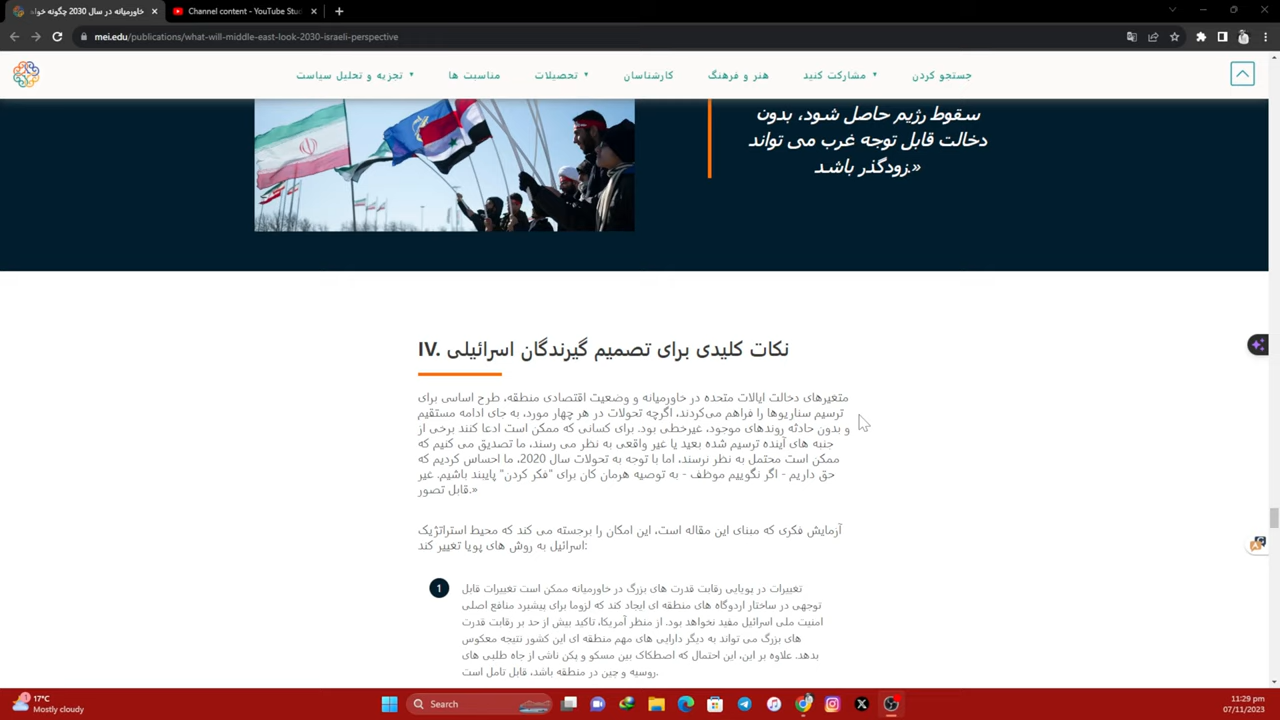 خاورمیانه در سال 2030 چگونه خواه
Channel content - YouTube Stud
mei.edu/publications/what-will-middle-east-look-2030-israeli-perspective
تجزیه و تحلیل سیاست
مناسبت ها
تحصیلات
کارشناسان
هنر و فرهنگ
مشارکت کنید
جستجو کردن
سقوط رژیم حاصل شود، بدون
دخالت قابل توجه غرب می تواند
زودگذر باشد.»
IV. نکات کلیدی برای تصمیم گیرندگان اسرائیلی
متغیرهای دخالت ایالات متحده در خاورمیانه و وضعیت اقتصادی منطقه، طرح اساسی برای
ترسیم سناریوها را فراهم می‌کردند، اگرچه تحولات در هر چهار مورد، به جای ادامه مستقیم
و بدون حادثه روندهای موجود، غیرخطی بود. برای کسانی که ممکن است ادعا کنند برخی از
جنبه های آینده ترسیم شده بعید یا غیر واقعی به نظر می رسند، ما تصدیق می کنیم که
ممکن است محتمل به نظر نرسند، اما با توجه به تحولات سال 2020، ما احساس کردیم که
حق داریم - اگر نگوییم موظف - به توصیه هرمان کان برای "فکر کردن" پایبند باشیم. غیر
قابل تصور.»
آزمایش فکری که مبنای این مقاله است، این امکان را برجسته می کند که محیط استراتژیک
اسرائیل به روش های پویا تغییر کند:
1
تغییرات در پویایی رقابت قدرت های بزرگ در خاورمیانه ممکن است تغییرات قابل
توجهی در ساختار اردوگاه های منطقه ای ایجاد کند که لزوما برای پیشبرد منافع اصلی
امنیت ملی اسرائیل مفید نخواهد بود. از منظر آمریکا، تاکید بیش از حد بر رقابت قدرت
های بزرگ می تواند به دیگر دارایی های مهم منطقه ای این کشور نتیجه معکوس
بدهد. علاوه بر این، این احتمال که اصطکاک بین مسکو و پکن ناشی از جاه طلبی های
روسیه و چین در منطقه باشد، قابل تامل است.
17°C
Mostly cloudy
Search
11:29 pm
07/11/2023